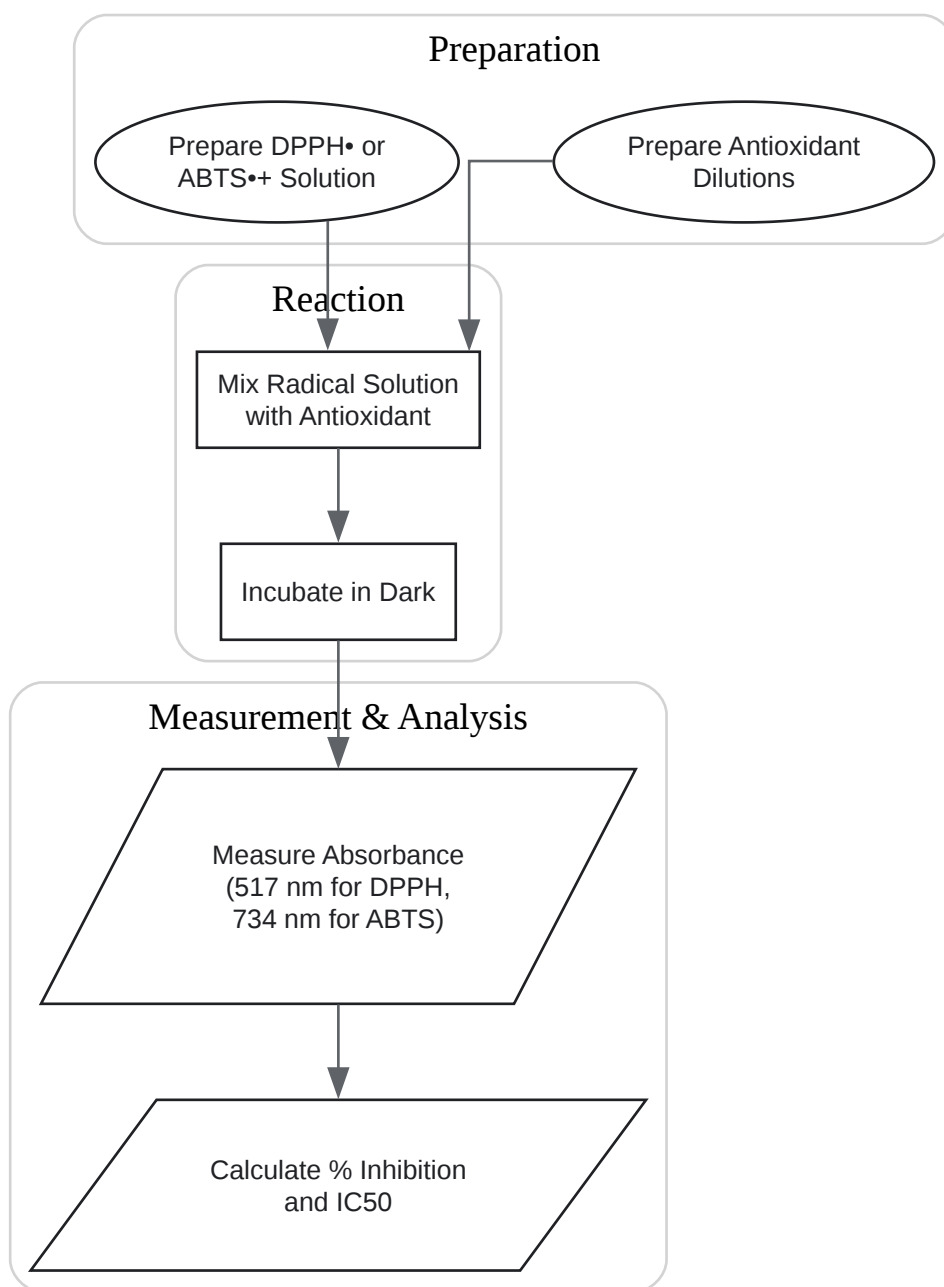 Preparation
Prepare DPPH• or
ABTS•+ Solution
Prepare Antioxidant
Dilutions
Reaction
Mix Radical Solution
with Antioxidant
Incubate in Dark
Measurement & Analysis
Measure Absorbance
(517 nm for DPPH,
734 nm for ABTS)
Calculate % Inhibition
and IC50